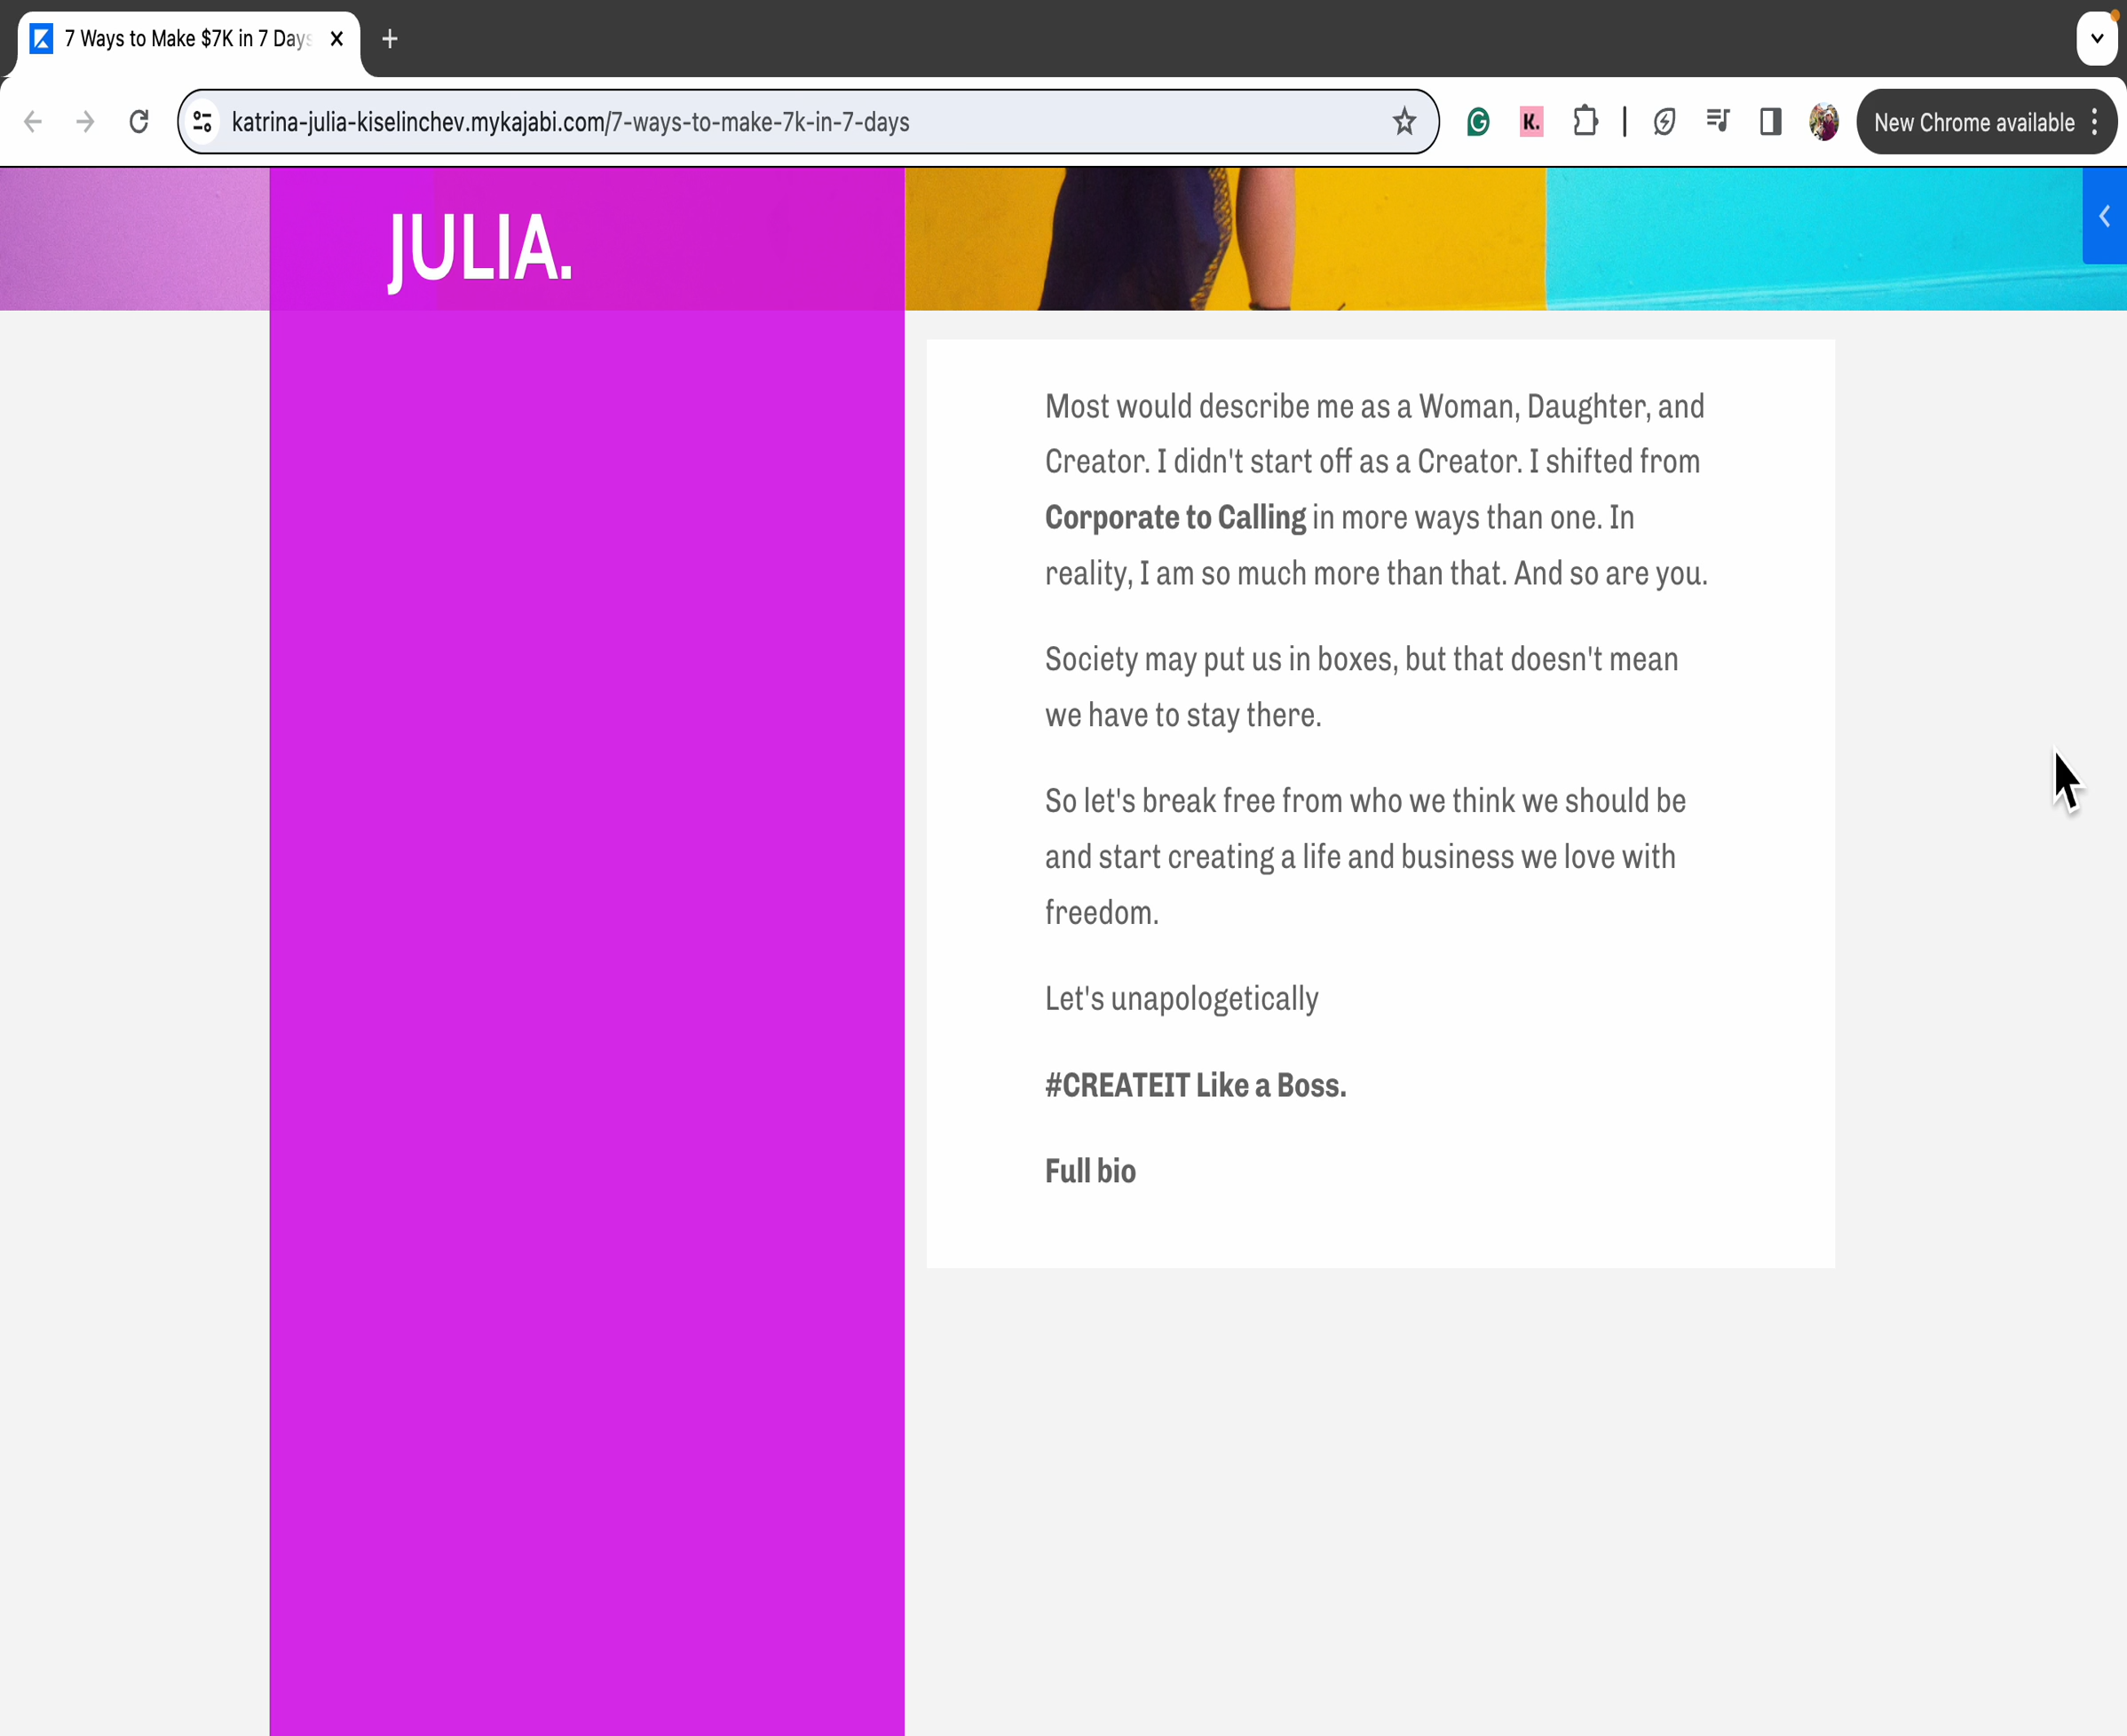 7 Ways to Make $7K in 7 Days
katrina-julia-kiselinchev.mykajabi.com/7-ways-to-make-7k-in-7-days
K.
New Chrome available
JULIA.
Most would describe me as a Woman, Daughter, and
Creator. I didn't start off as a Creator. I shifted from
Corporate to Calling in more ways than one. In
reality, I am so much more than that. And so are you.
Society may put us in boxes, but that doesn't mean
we have to stay there.
So let's break free from who we think we should be
and start creating a life and business we love with
freedom.
Let's unapologetically
#CREATEIT Like a Boss.
Full bio